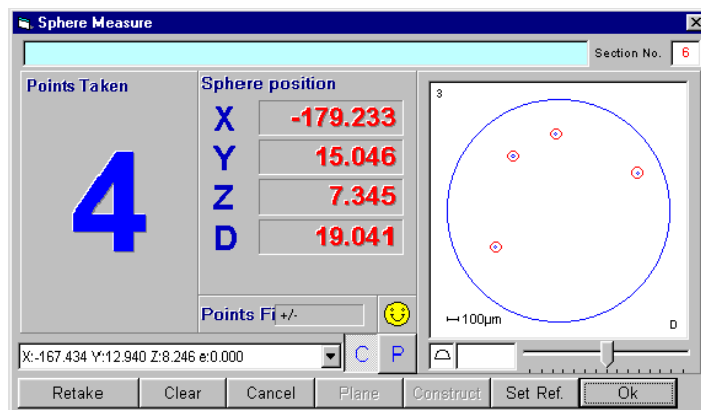 Sphere Measure
Section No. 6
Points Taken
4
Sphere position
X -179.233
Y 15.046
Z 7.345
D 19.041
Points Fi +/-
X:-167.434 Y:12.940 Z:8.246 e:0.000
C P
3
100µm
D
Retake Clear Cancel Plane Construct Set Ref. Ok